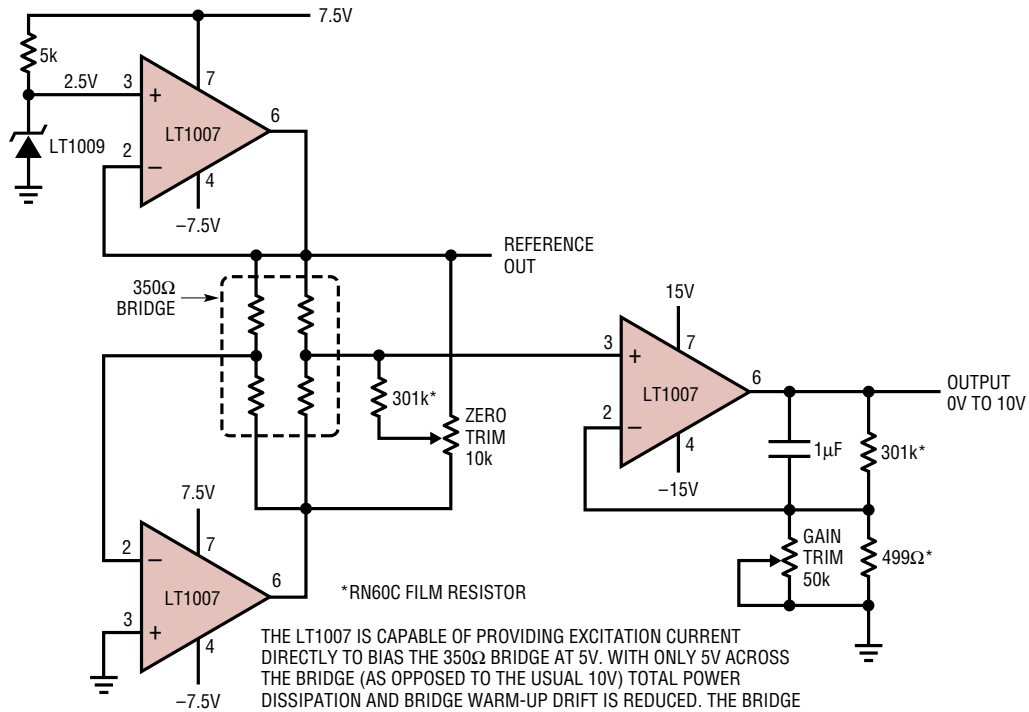 7.5V
5k
2.5V
3
7
+
6
LT1007
LT1009
2
–
4
–7.5V
REFERENCE
OUT
350Ω
BRIDGE
15V
3
7
+
6
LT1007
OUTPUT
0V TO 10V
2
–
4
–15V
301k*
ZERO
TRIM
10k
1μF
301k*
GAIN
TRIM
50k
499Ω*
7.5V
2
7
–
6
LT1007
3
+
4
–7.5V
*RN60C FILM RESISTOR
THE LT1007 IS CAPABLE OF PROVIDING EXCITATION CURRENT
DIRECTLY TO BIAS THE 350Ω BRIDGE AT 5V. WITH ONLY 5V ACROSS
THE BRIDGE (AS OPPOSED TO THE USUAL 10V) TOTAL POWER
DISSIPATION AND BRIDGE WARM-UP DRIFT IS REDUCED. THE BRIDGE